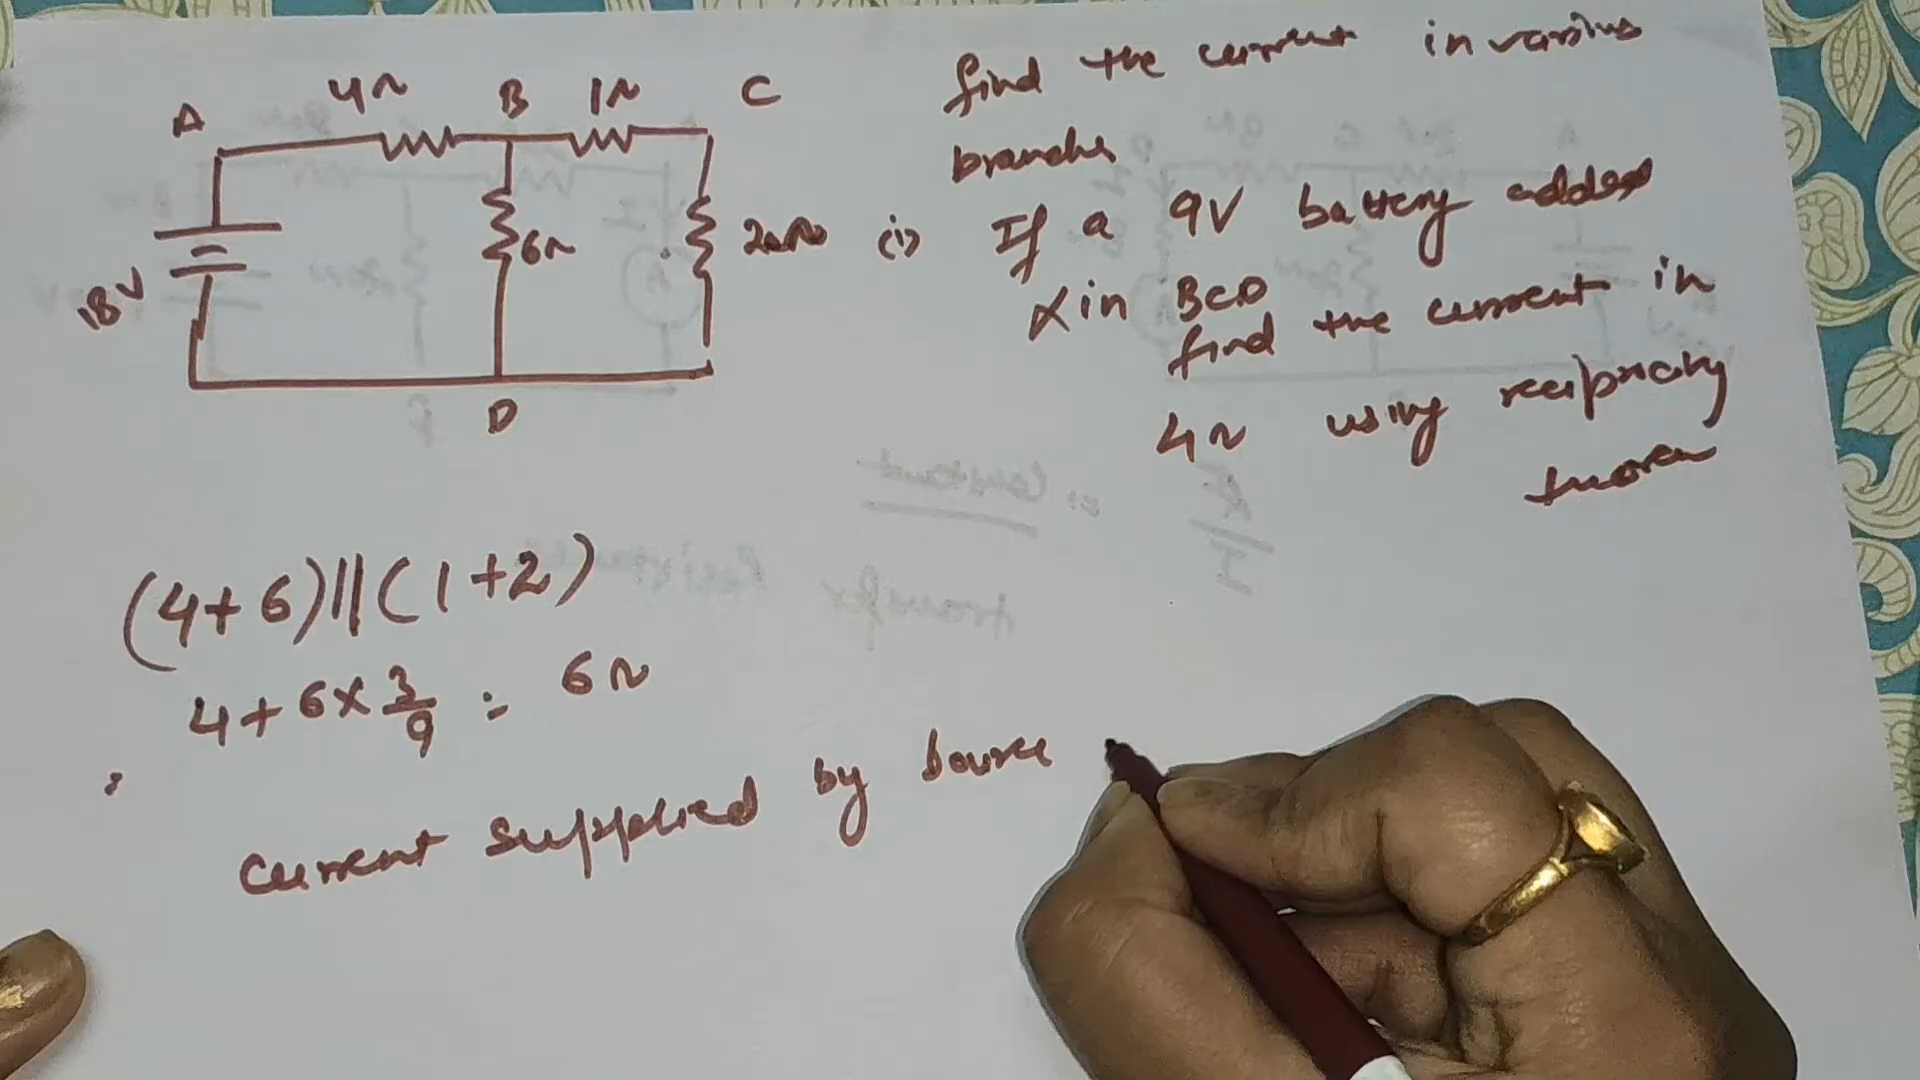 find the current in various
branches
(i) If a 9V battery added
in BCD
find the current in
4Ω using reciprocity
theorem
A 4Ω B 1Ω C
18V 6Ω 2Ω
D
(4+6)||(1+2)
4+6×3/9 = 6Ω
Current supplied by source